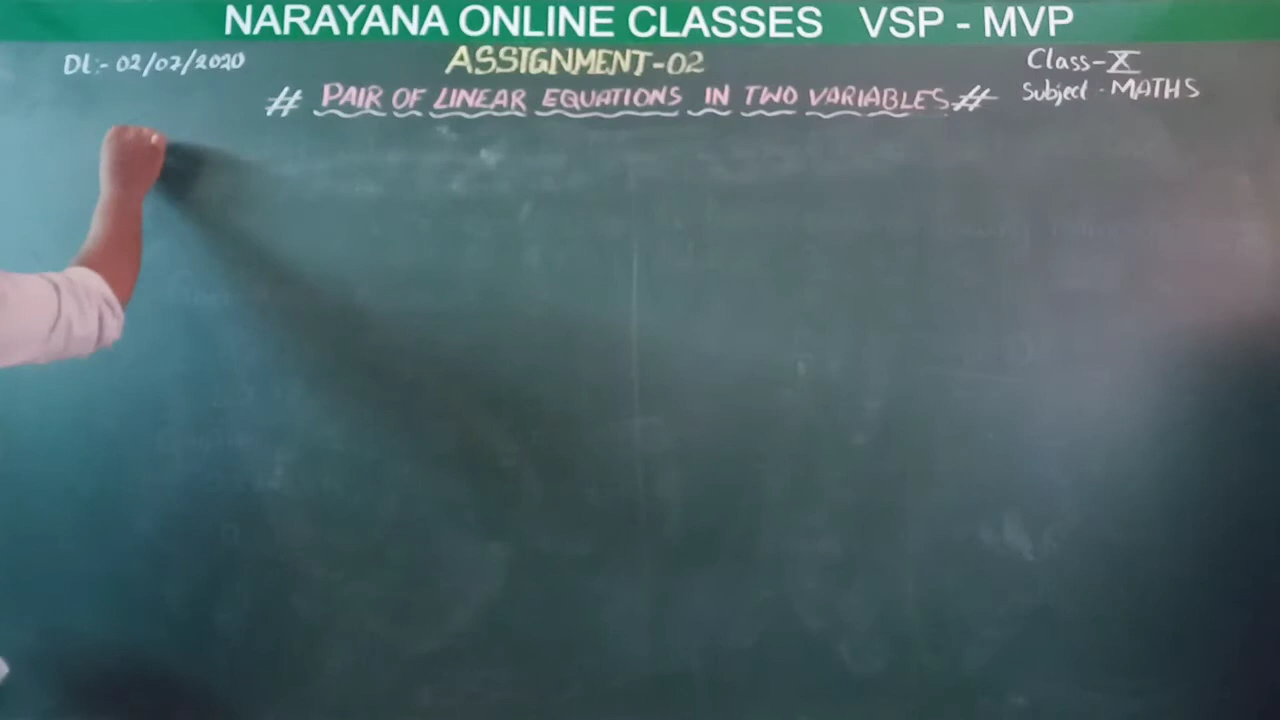 NARAYANA ONLINE CLASSES VSP - MVP
Dt:- 02/07/2020
ASSIGNMENT-02
Class-X
# PAIR OF LINEAR EQUATIONS IN TWO VARIABLES #
Subject - MATHS